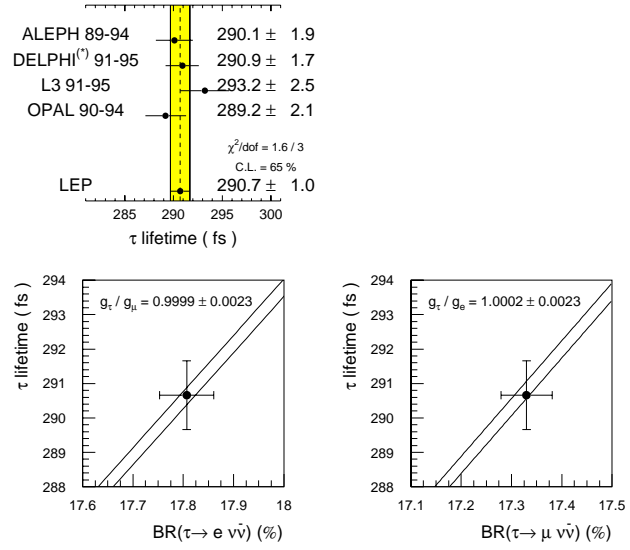 ALEPH 89-94 290.1 ± 1.9
DELPHI(*) 91-95 290.9 ± 1.7
L3 91-95 293.2 ± 2.5
OPAL 90-94 289.2 ± 2.1
χ²/dof = 1.6 / 3
C.L. = 65 %
LEP 290.7 ± 1.0
285 290 295 300
τ lifetime ( fs )
τ lifetime ( fs )
294
293
292
291
290
289
288
gτ / gμ = 0.9999 ± 0.0023
17.6 17.7 17.8 17.9 18
BR(τ→ e νν̄) (%)
τ lifetime ( fs )
294
293
292
291
290
289
288
gτ / ge = 1.0002 ± 0.0023
17.1 17.2 17.3 17.4 17.5
BR(τ→ μ νν̄) (%)